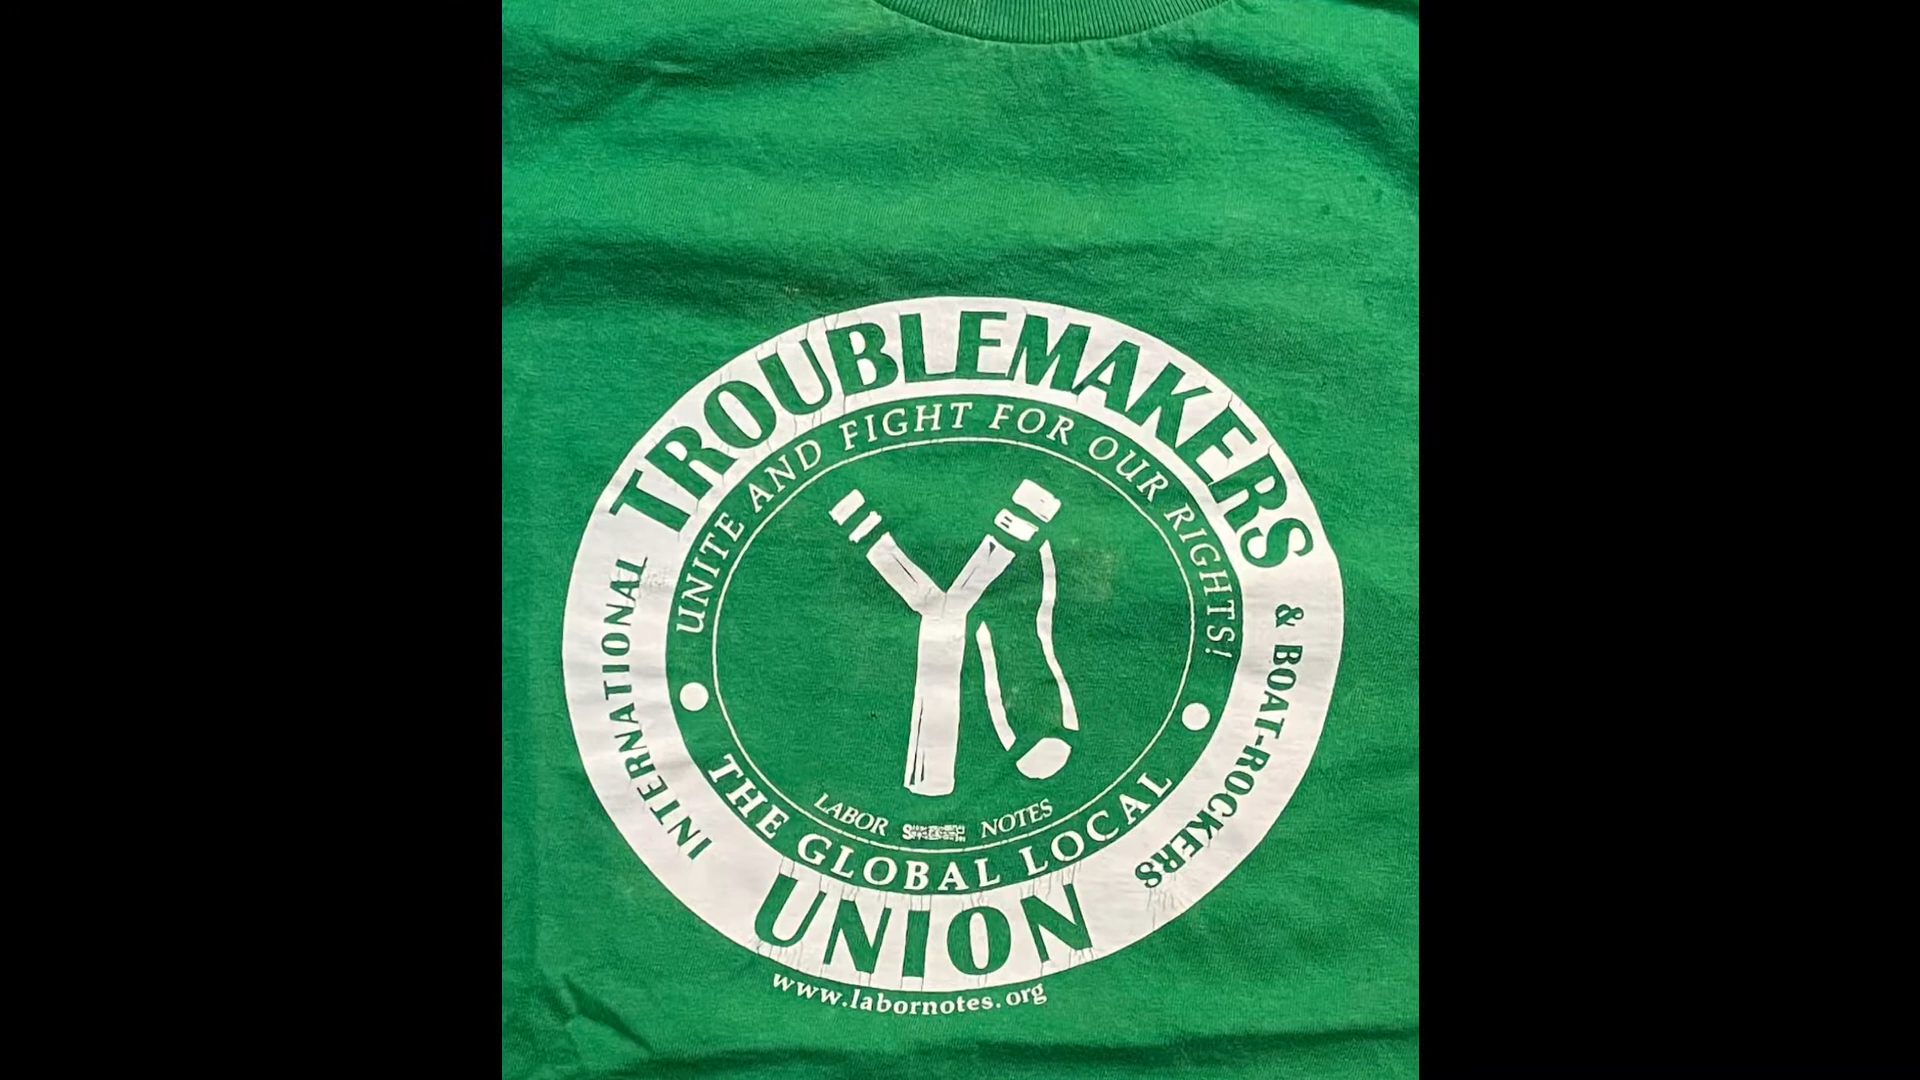 INTERNATIONAL
TROUBLEMAKERS
& BOAT-ROCKERS
UNION
UNITE AND FIGHT FOR OUR RIGHTS!
THE GLOBAL LOCAL
LABOR NOTES
www.labornotes.org